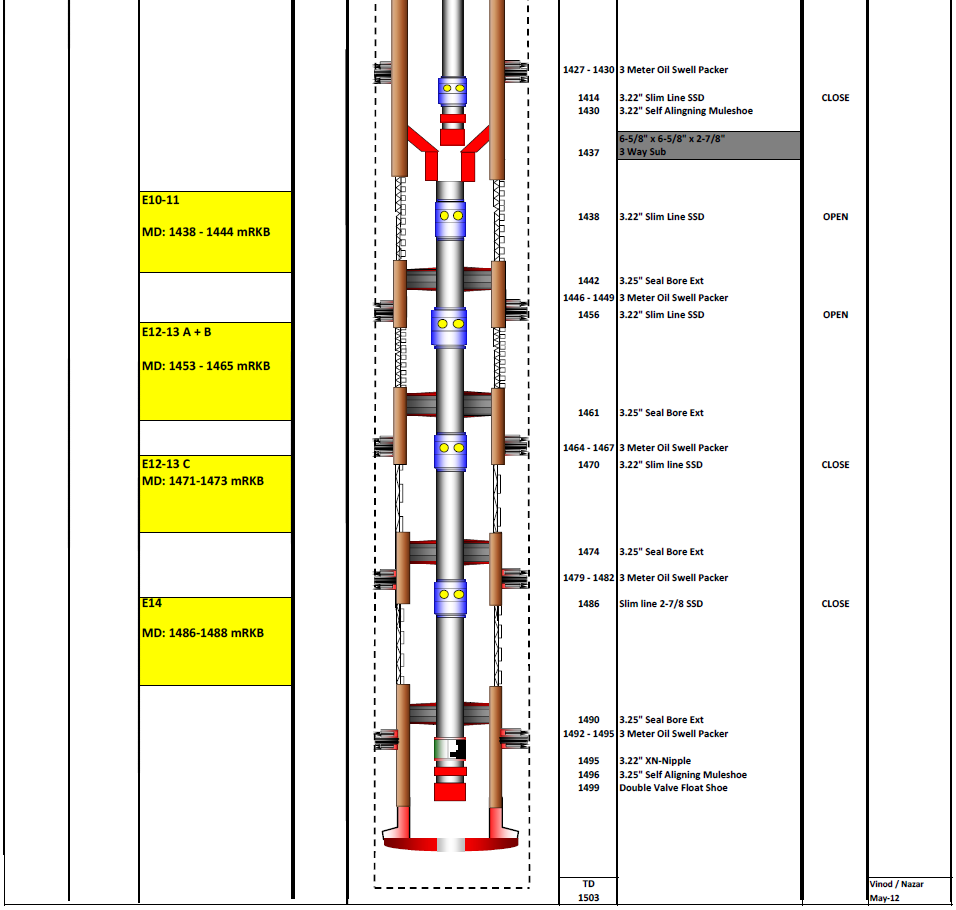 1427 - 1430 3 Meter Oil Swell Packer
1414 3.22" Slim Line SSD CLOSE
1430 3.22" Self Alingning Muleshoe
6-5/8" x 6-5/8" x 2-7/8"
1437 3 Way Sub
E10-11
1438 3.22" Slim Line SSD OPEN
MD: 1438 - 1444 mRKB
1442 3.25" Seal Bore Ext
1446 - 1449 3 Meter Oil Swell Packer
1456 3.22" Slim Line SSD OPEN
E12-13 A + B
MD: 1453 - 1465 mRKB
1461 3.25" Seal Bore Ext
1464 - 1467 3 Meter Oil Swell Packer
E12-13 C
1470 3.22" Slim line SSD CLOSE
MD: 1471-1473 mRKB
1474 3.25" Seal Bore Ext
1479 - 1482 3 Meter Oil Swell Packer
E14
1486 Slim line 2-7/8 SSD CLOSE
MD: 1486-1488 mRKB
1490 3.25" Seal Bore Ext
1492 - 1495 3 Meter Oil Swell Packer
1495 3.22" XN-Nipple
1496 3.25" Self Aligning Muleshoe
1499 Double Valve Float Shoe
TD Vinod / Nazar
1503 May-12